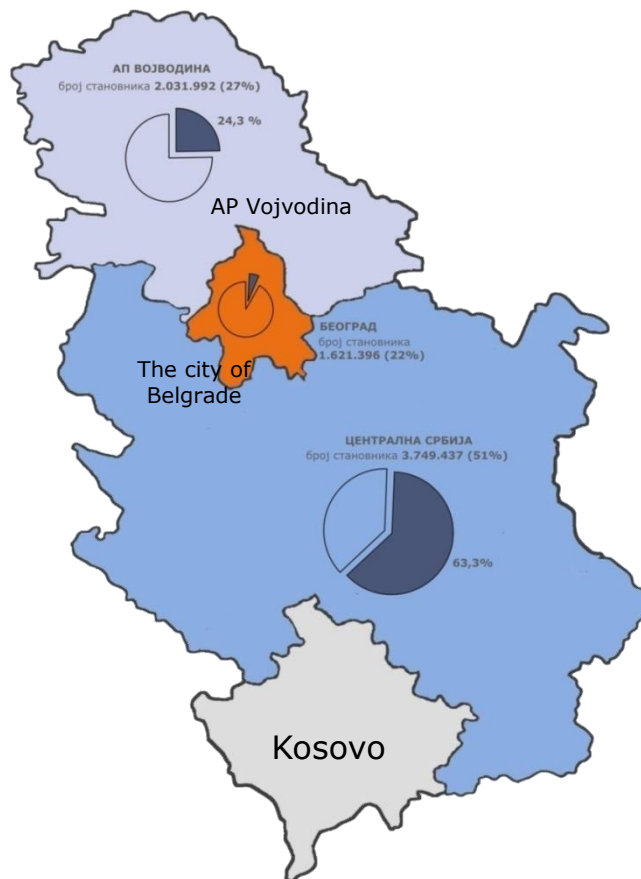 АП ВОЈВОДИНА
број становника 2.031.992 (27%)
24,3 %
AP Vojvodina
БЕОГРАД
број становника
1.621.396 (22%)
The city of
Belgrade
ЦЕНТРАЛНА СРБИЈА
број становника 3.749.437 (51%)
63,3%
Kosovo